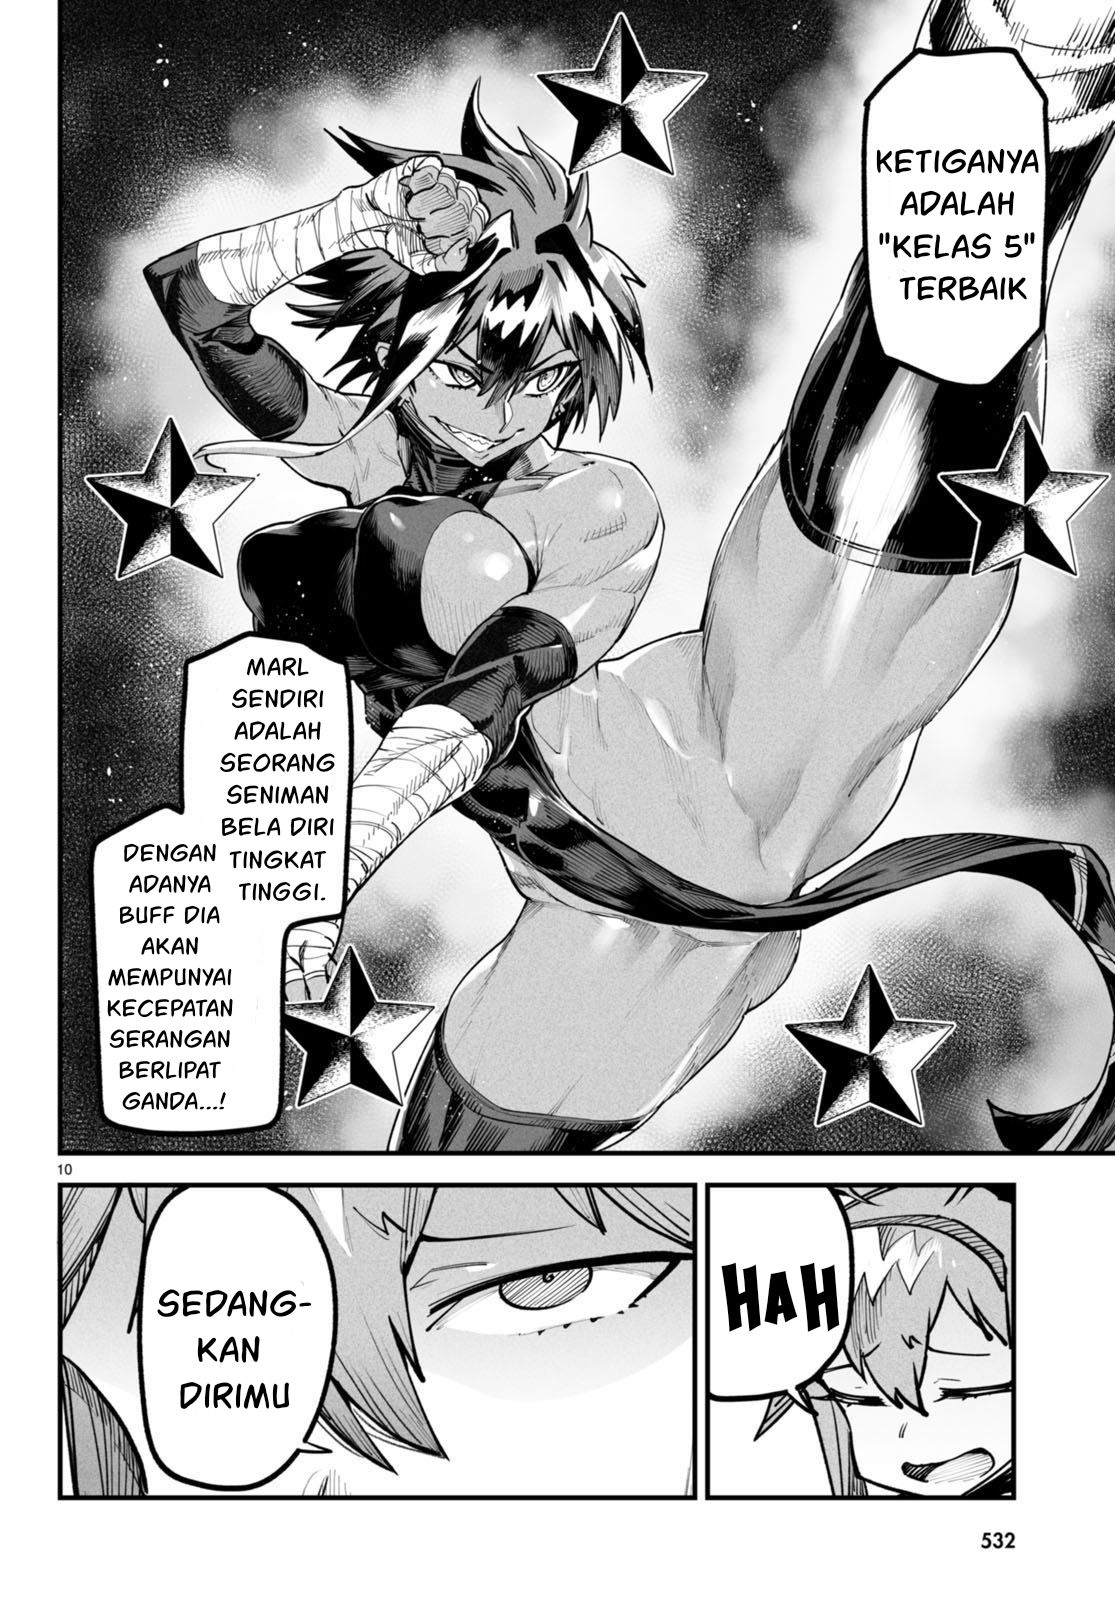 KETIGANYA
ADALAH
"KELAS 5"
TERBAIK
MARL
SENDIRI
ADALAH
SEORANG
SENIMAN
BELA DIRI
TINGKAT
TINGGI.
DENGAN
ADANYA
BUFF DIA
AKAN
MEMPUNYAI
KECEPATAN
SERANGAN
BERLIPAT
GANDA...!
10
HAH
SEDANG-
KAN
DIRIMU
532